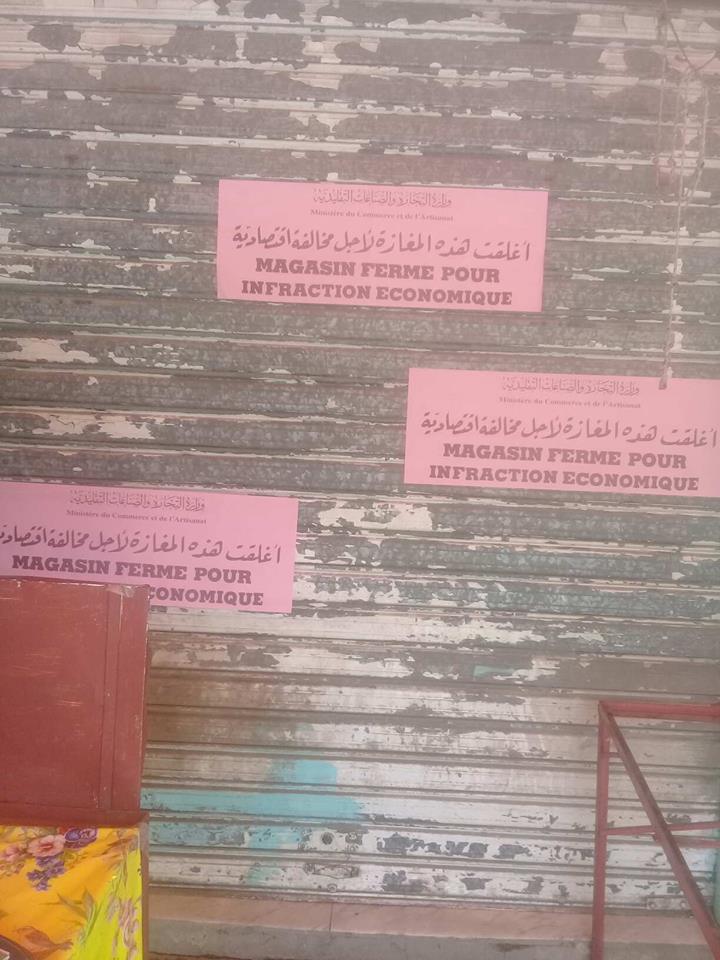 وزارة التجارة والصناعات التقليدية
Ministère du Commerce et de l'Artisanat
أغلقت هذه المغازة لأجل مخالفة اقتصادية
MAGASIN FERME POUR
INFRACTION ECONOMIQUE
وزارة التجارة والصناعات التقليدية
Ministère du Commerce et de l'Artisanat
أغلقت هذه المغازة لأجل مخالفة اقتصادية
MAGASIN FERME POUR
INFRACTION ECONOMIQUE
وزارة التجارة والصناعات التقليدية
Ministère du Commerce et de l'Artisanat
أغلقت هذه المغازة لأجل مخالفة اقتصادية
MAGASIN FERME POUR
CONOMIQUE